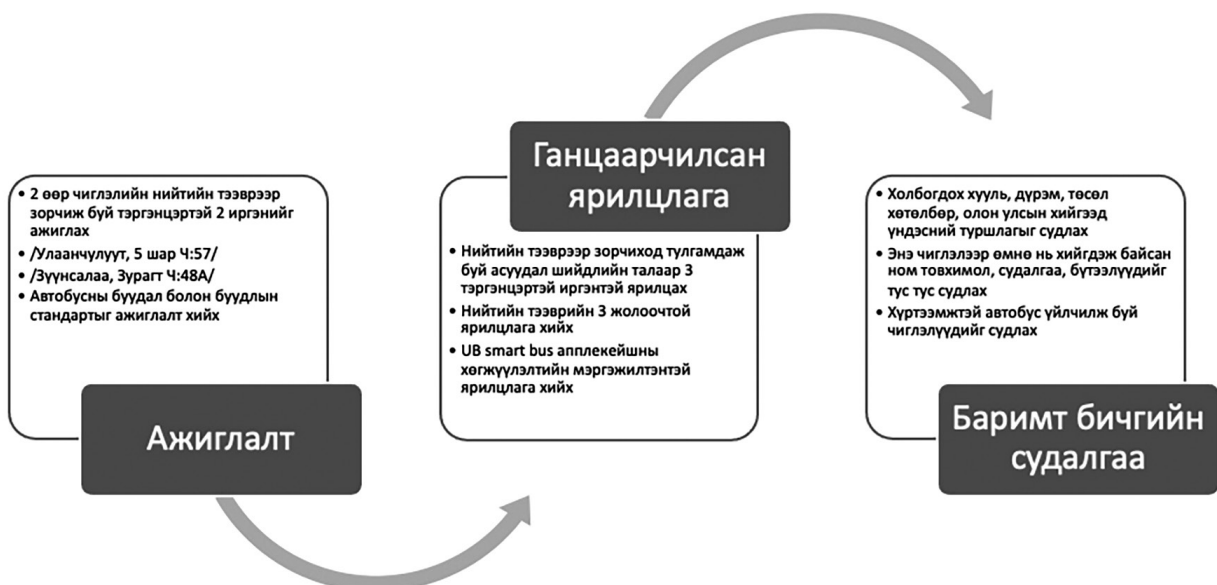 • 2 өөр чиглэлийн нийтийн тээврээр
зорчиж буй тэргэнцэртэй 2 иргэнийг
ажиглах
• /Улаанчулуут, 5 шар Ч:57/
• /Зүүнсалаа, Зурагт Ч:48А/
• Автобусны буудал болон буудлын
стандартыг ажиглалт хийх
Ажиглалт
Ганцаарчилсан
ярилцлага
• Нийтийн тээврээр зорчиход тулгамдаж
буй асуудал шийдлийн талаар 3
тэргэнцэртэй иргэнтэй ярилцах
• Нийтийн тээврийн 3 жолоочтой
ярилцлага хийх
• UB smart bus апплекейшны
хөгжүүлэлтийн мэргэжилтэнтэй
ярилцлага хийх
• Холбогдох хууль, дүрэм, төсөл
хөтөлбөр, олон улсын хийгээд
үндэсний туршлагыг судлах
• Энэ чиглэлээр өмнө нь хийгдэж байсан
ном товхимол, судалгаа, бүтээлүүдийг
тус тус судлах
• Хүртээмжтэй автобус үйлчилж буй
чиглэлүүдийг судлах
Баримт бичгийн
судалгаа